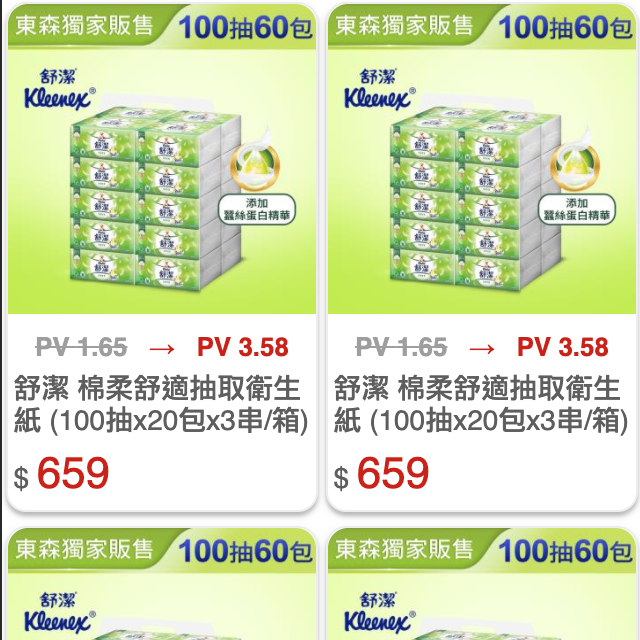 東森獨家販售 100抽60包
舒潔
Kleenex®
添加
蠶絲蛋白精華
PV 1.65 → PV 3.58
舒潔 棉柔舒適抽取衛生
紙 (100抽x20包x3串/箱)
$ 659
東森獨家販售 100抽60包
舒潔
Kleenex®
添加
蠶絲蛋白精華
PV 1.65 → PV 3.58
舒潔 棉柔舒適抽取衛生
紙 (100抽x20包x3串/箱)
$ 659
東森獨家販售 100抽60包
舒潔
Kleenex®
東森獨家販售 100抽60包
舒潔
Kleenex®